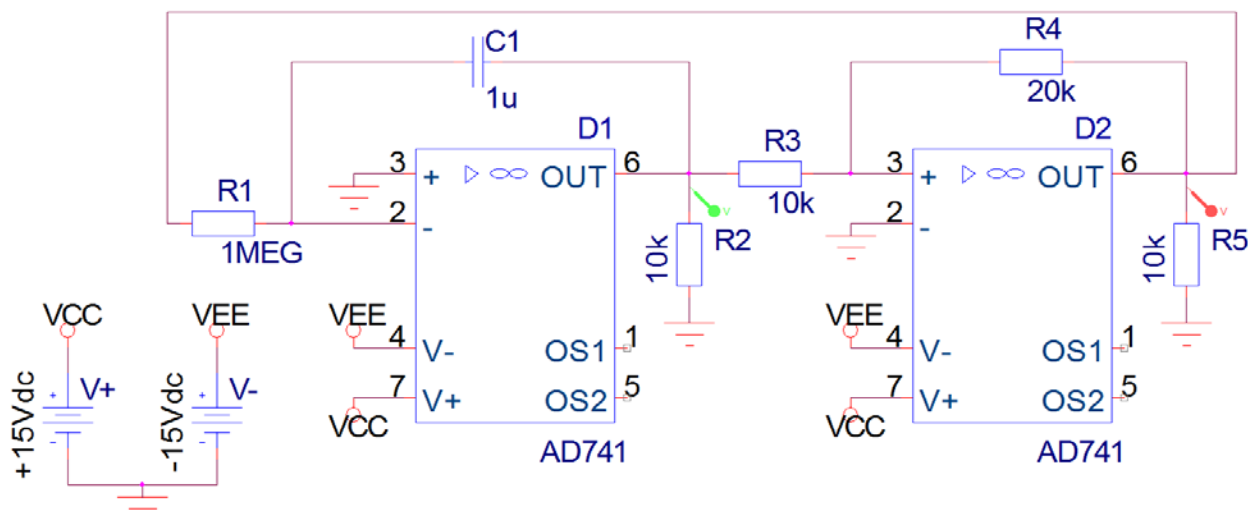 R4
C1
20k
1u
D1
D2
R3
3
+
OUT
6
3
+
OUT
6
R1
10k
2
-
V
2
-
V
1MEG
10k
R2
10k
R5
VCC
VEE
VEE
4
V-
OS1
1
VEE
4
V-
OS1
1
+15Vdc
V+
-15Vdc
V-
7
V+
OS2
5
7
V+
OS2
5
VCC
VCC
AD741
AD741